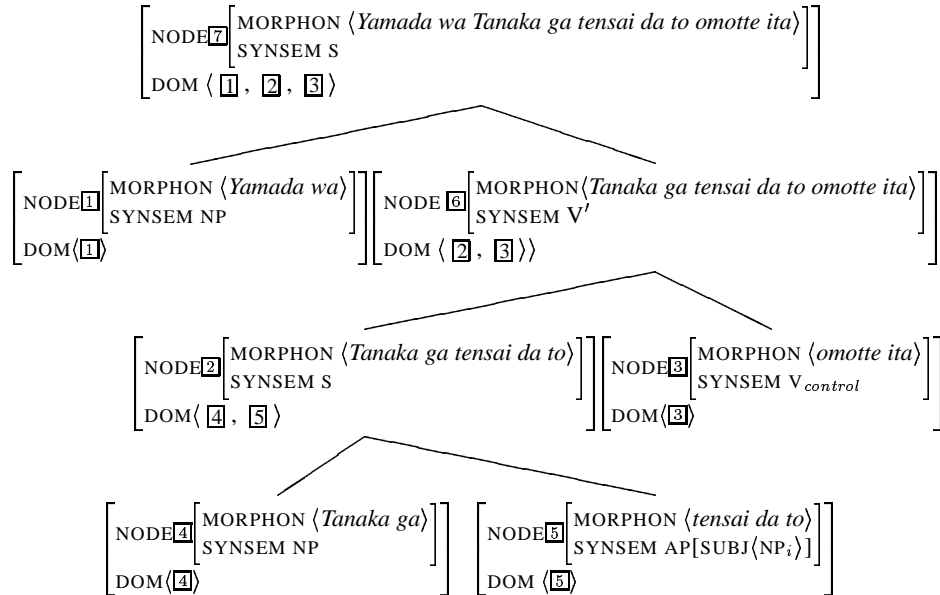 NODE 7 MORPHON ⟨Yamada wa Tanaka ga tensai da to omotte ita⟩
SYNSEM S
DOM ⟨ 1 , 2 , 3 ⟩
NODE 1 MORPHON ⟨Yamada wa⟩
SYNSEM NP
DOM⟨ 1 ⟩
NODE 6 MORPHON⟨Tanaka ga tensai da to omotte ita⟩
SYNSEM V′
DOM ⟨ 2 , 3 ⟩⟩
NODE 2 MORPHON ⟨Tanaka ga tensai da to⟩
SYNSEM S
DOM⟨ 4 , 5 ⟩
NODE 3 MORPHON ⟨omotte ita⟩
SYNSEM Vcontrol
DOM⟨ 3 ⟩
NODE 4 MORPHON ⟨Tanaka ga⟩
SYNSEM NP
DOM⟨ 4 ⟩
NODE 5 MORPHON ⟨tensai da to⟩
SYNSEM AP[SUBJ⟨NPi⟩]
DOM ⟨ 5 ⟩